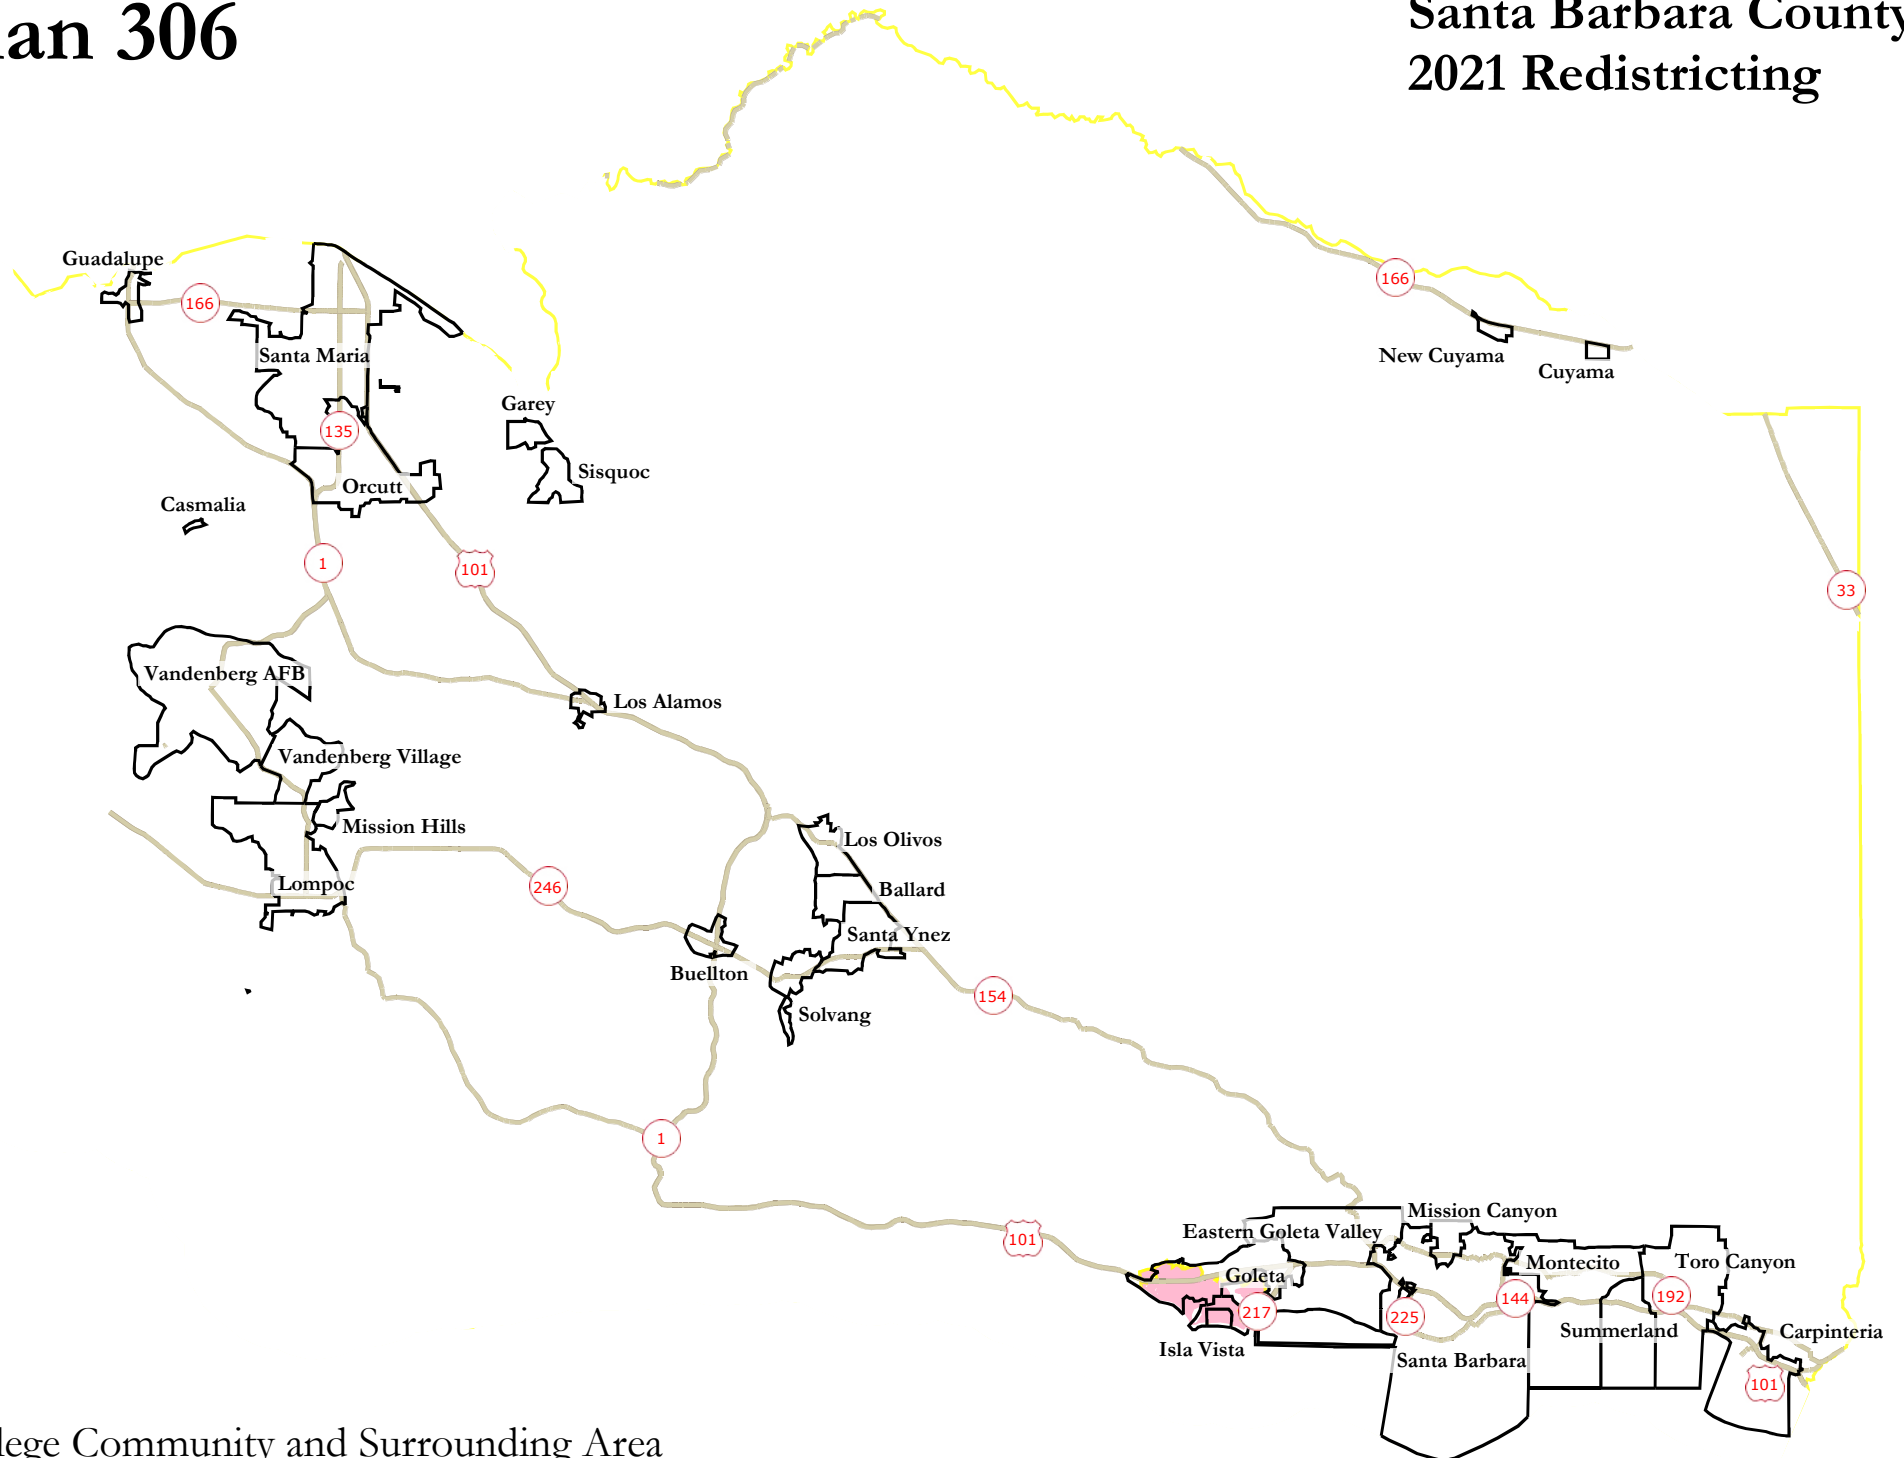 an 306
Santa Barbara County
2021 Redistricting
Guadalupe
166
Santa Maria
135
Orcutt
Garey
Sisquoc
Casmalia
1
101
166
New Cuyama
Cuyama
33
Vandenberg AFB
Los Alamos
Vandenberg Village
Mission Hills
Lompoc
246
Los Olivos
Ballard
Santa Ynez
Buellton
Solvang
154
1
101
Mission Canyon
Eastern Goleta Valley
Goleta
Montecito
Toro Canyon
217
225
144
192
Isla Vista
Summerland
Carpinteria
Santa Barbara
101
lege Community and Surrounding Area